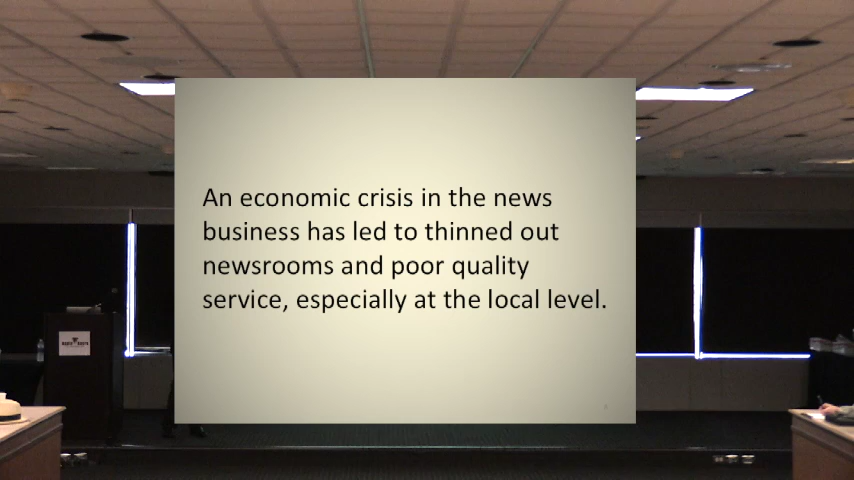 An economic crisis in the news
business has led to thinned out
newsrooms and poor quality
service, especially at the local level.